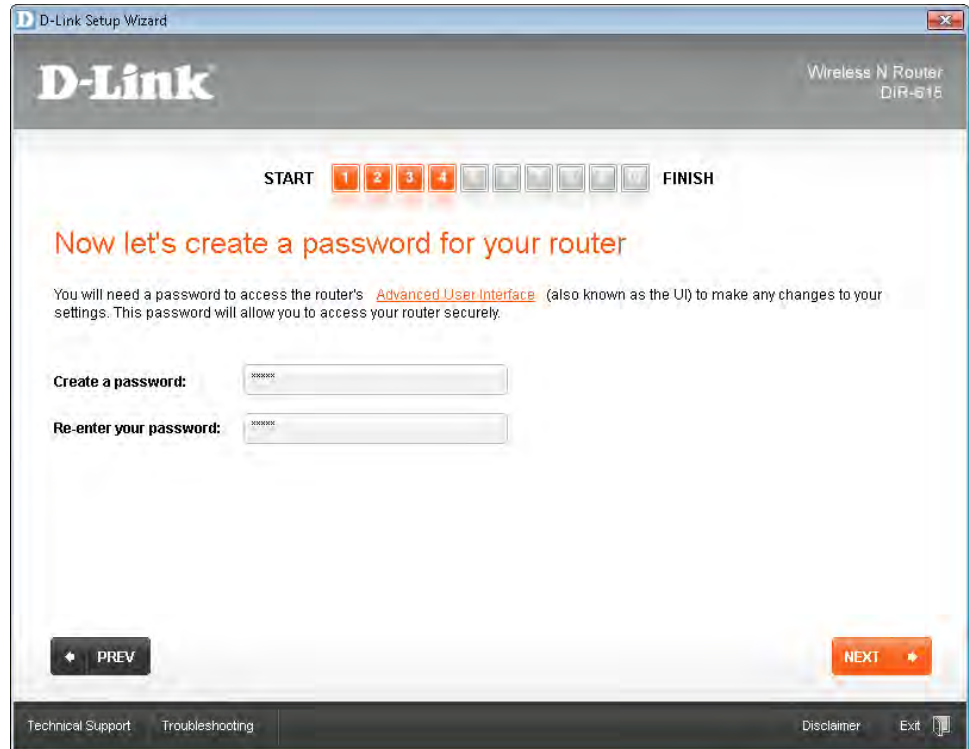 D-Link Setup Wizard
D-Link
Wireless N Router
DIR-615
START 1 2 3 4 FINISH
Now let's create a password for your router
You will need a password to access the router's Advanced User Interface (also known as the UI) to make any changes to your
settings. This password will allow you to access your router securely.
Create a password: *****
Re-enter your password: *****
PREV
NEXT
Technical Support Troubleshooting Disclaimer Exit